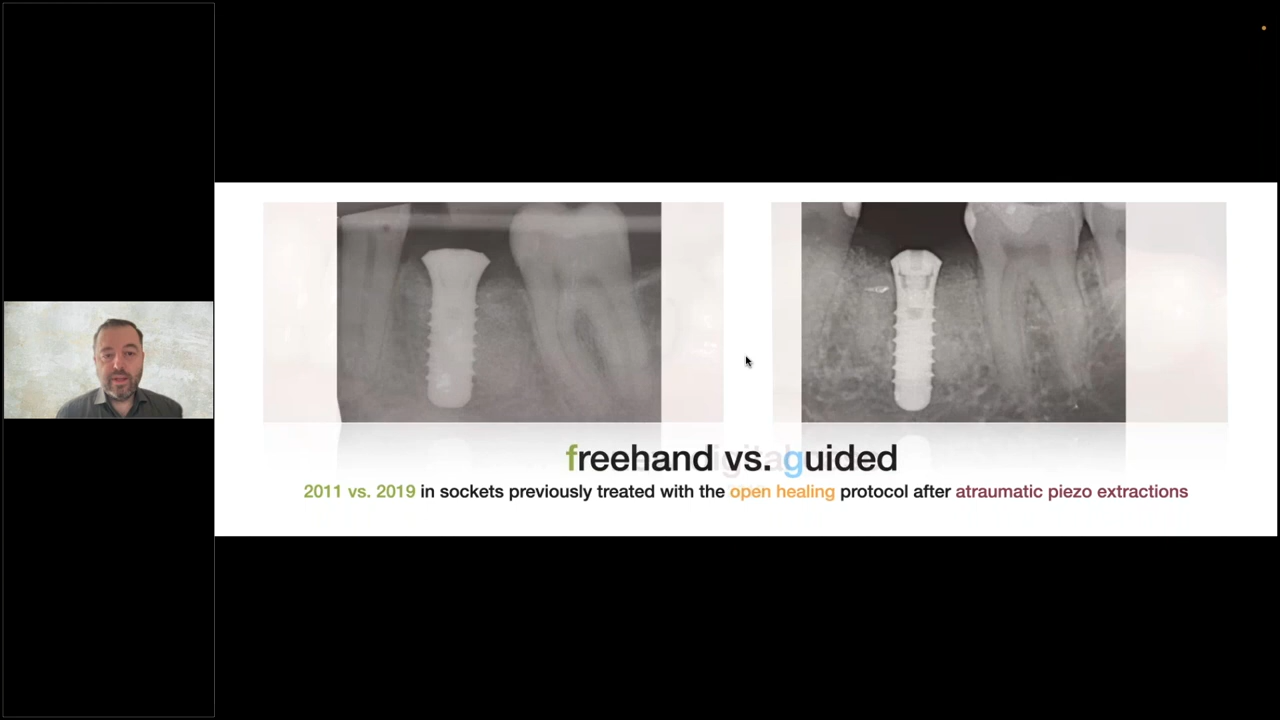 freehand vs. guided
2011 vs. 2019 in sockets previously treated with the open healing protocol after atraumatic piezo extractions